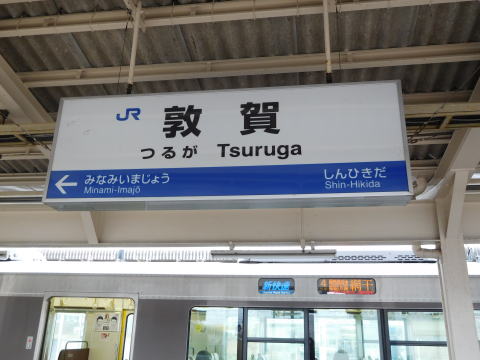 JR 敦賀
つるが Tsuruga
← みなみいまじょう
Minami-Imajō
しんひきだ
Shin-Hikida
新快速